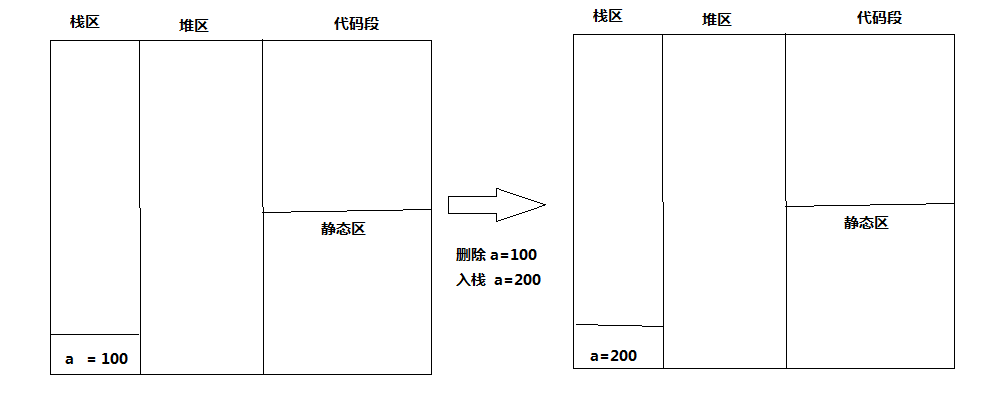 栈区 堆区 代码段
静态区
a = 100
删除 a=100
入栈 a=200
栈区 堆区 代码段
静态区
a=200